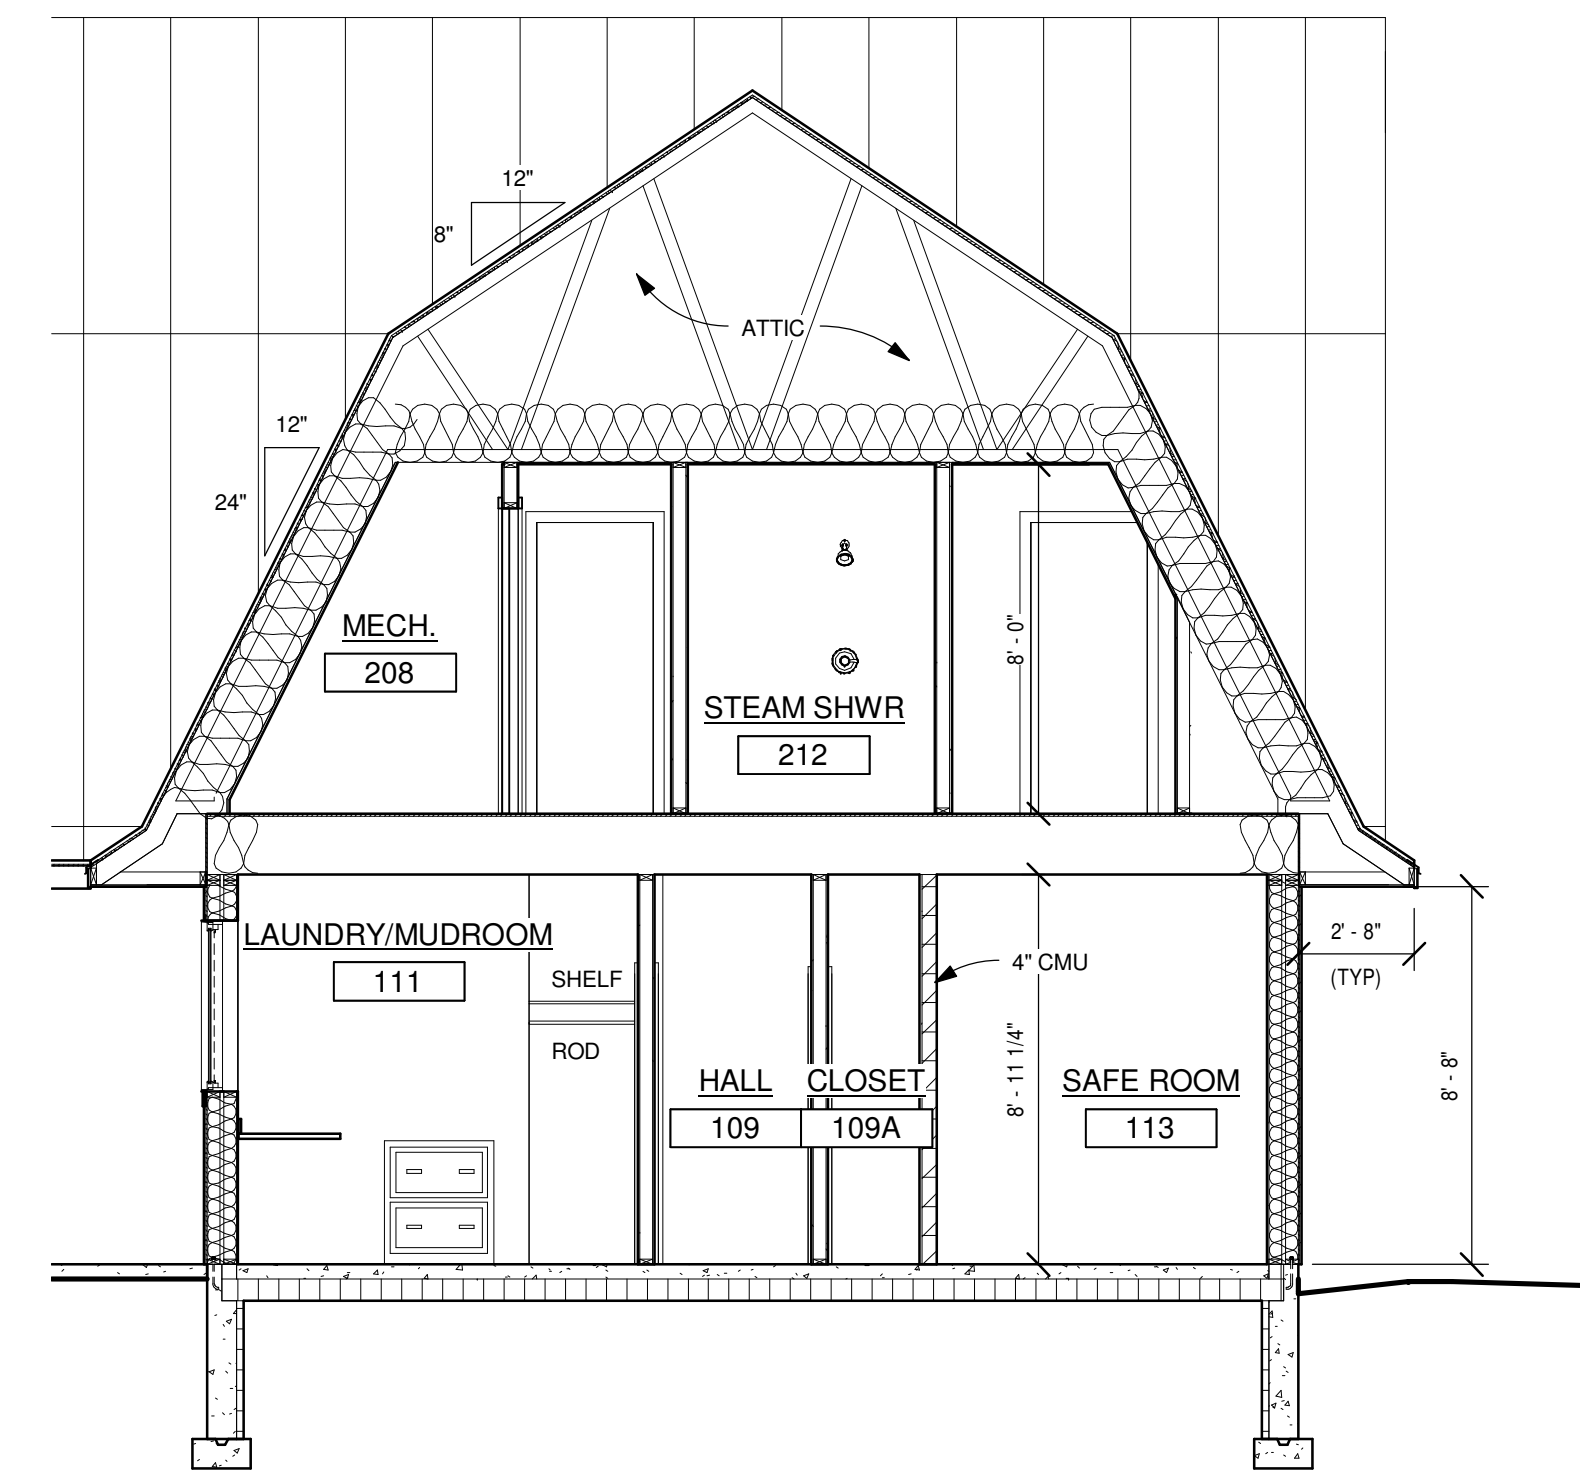 12"
8"
ATTIC
12"
24"
MECH.
208
8' - 0"
STEAM SHWR
212
LAUNDRY/MUDROOM
111
SHELF
ROD
4" CMU
2' - 8"
(TYP)
8' - 11 1/4"
8' - 8"
HALL
109
CLOSET
109A
SAFE ROOM
113